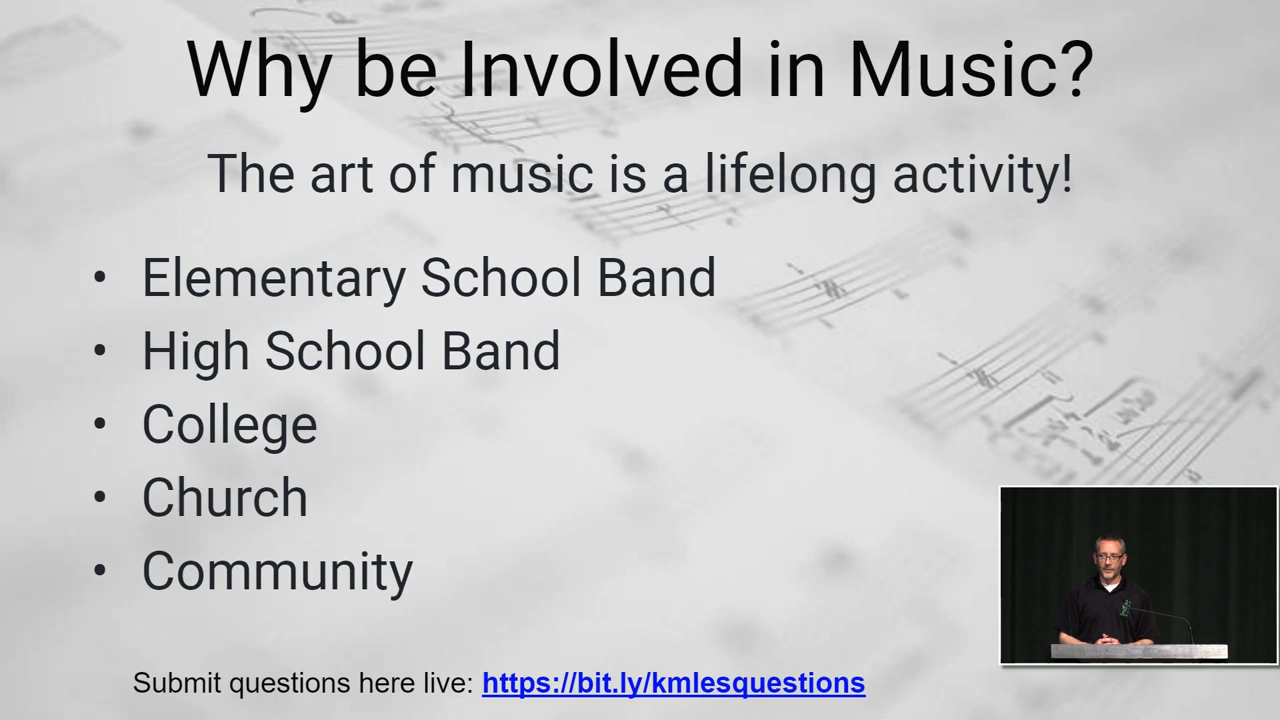 Why be Involved in Music?
The art of music is a lifelong activity!
• Elementary School Band
• High School Band
• College
• Church
• Community
Submit questions here live: https://bit.ly/kmlesquestions